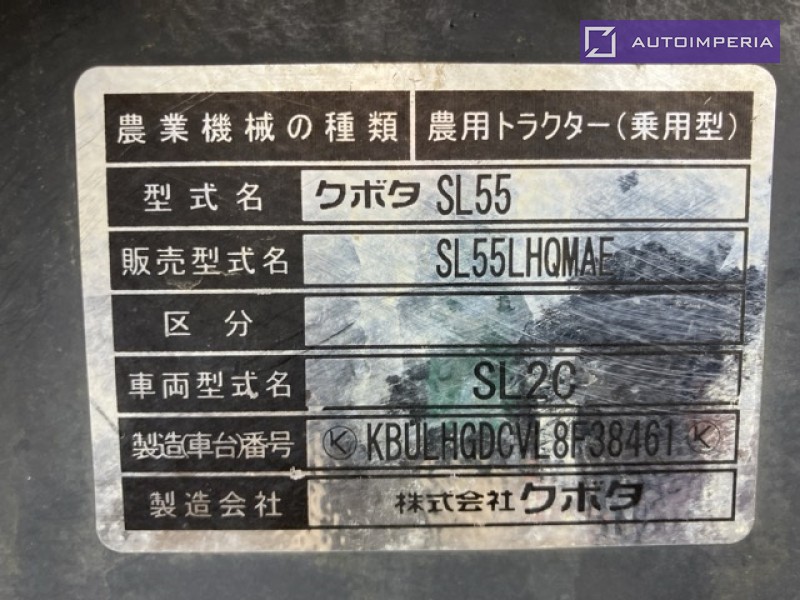 AUTOIMPERIA
農業機械の種類 農用トラクター(乗用型)
型式名 クボタ SL55
販売型式名 SL55LHQMAE
区分
車両型式名 SL2C
製造(車台)番号 K KBULHGDCVL8F38461 K
製造会社 株式会社クボタ